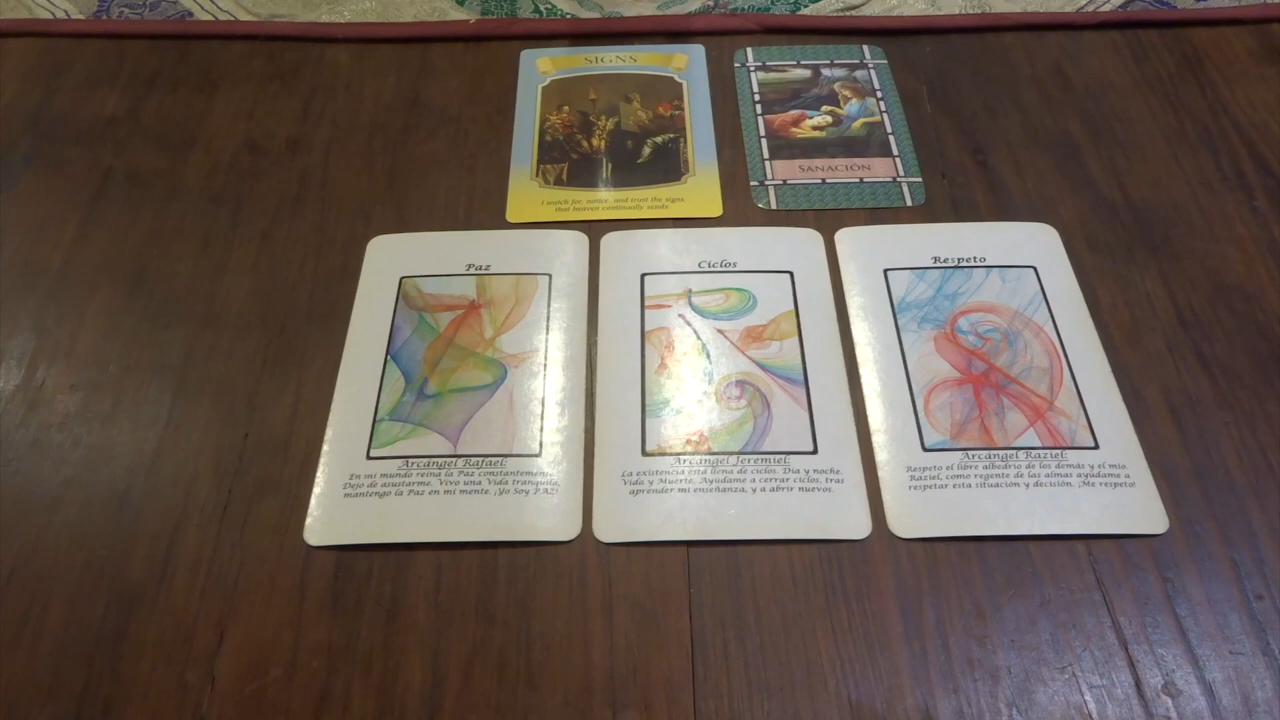 SIGNS
I watch for, notice, and trust the signs
that heaven continually sends.
SANACIÓN
Paz
Arcángel Rafael:
En mi mundo reina la Paz constantemente.
Dejo de asustarme. Vivo una Vida tranquila,
mantengo la Paz en mi mente. ¡Yo Soy PAZ!
Ciclos
Arcángel Jeremiel:
La existencia está llena de ciclos. Día y noche.
Vida y Muerte. Ayúdame a cerrar ciclos, tras
aprender mi enseñanza, y a abrir nuevos.
Respeto
Arcángel Raziel:
Respeto el libre albedrio de los demás y el mio.
Raziel, como regente de las almas ayúdame a
respetar esta situación y decisión. ¡Me respeto!